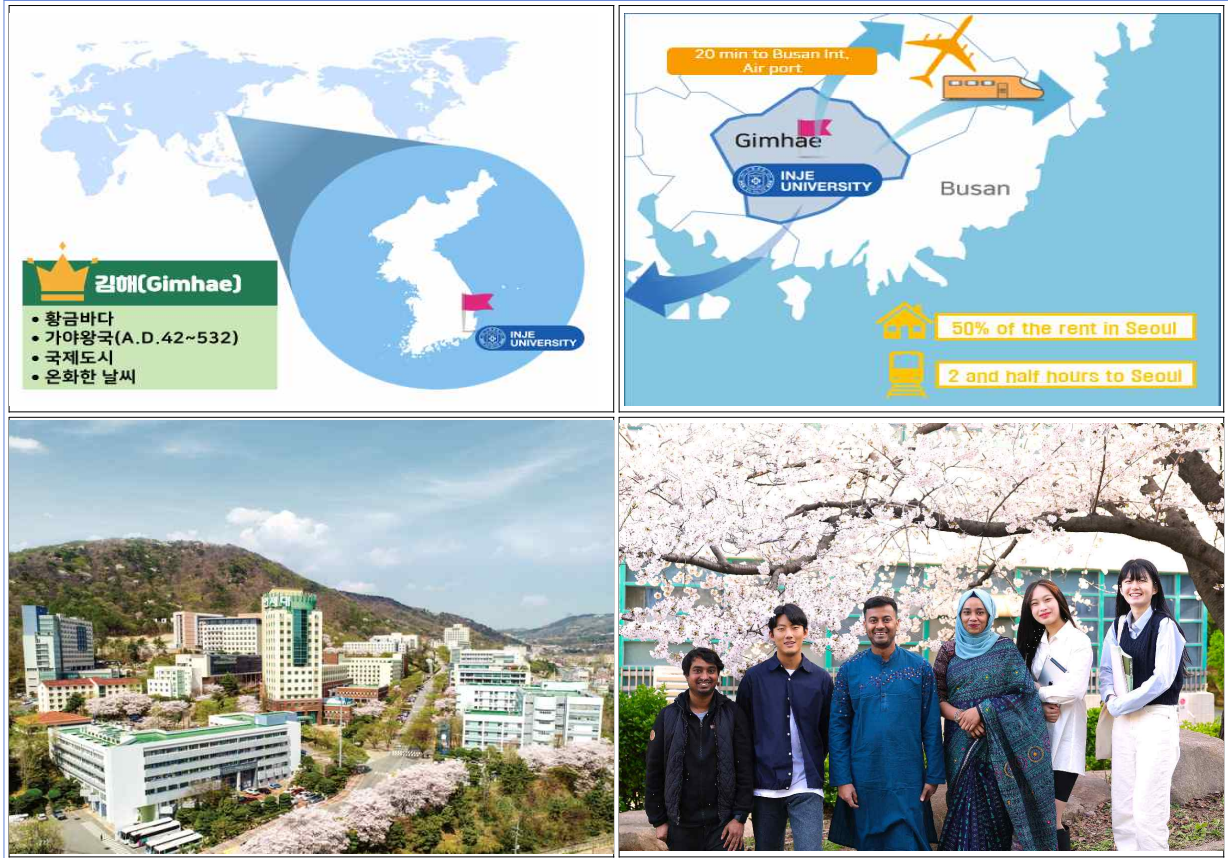 김해(Gimhae)
• 황금바다
• 가야왕국(A.D.42~532)
• 국제도시
• 온화한 날씨
INJE
UNIVERSITY
20 min to Busan Int.
Air port
Gimhae
INJE
UNIVERSITY
Busan
50% of the rent in Seoul
2 and half hours to Seoul